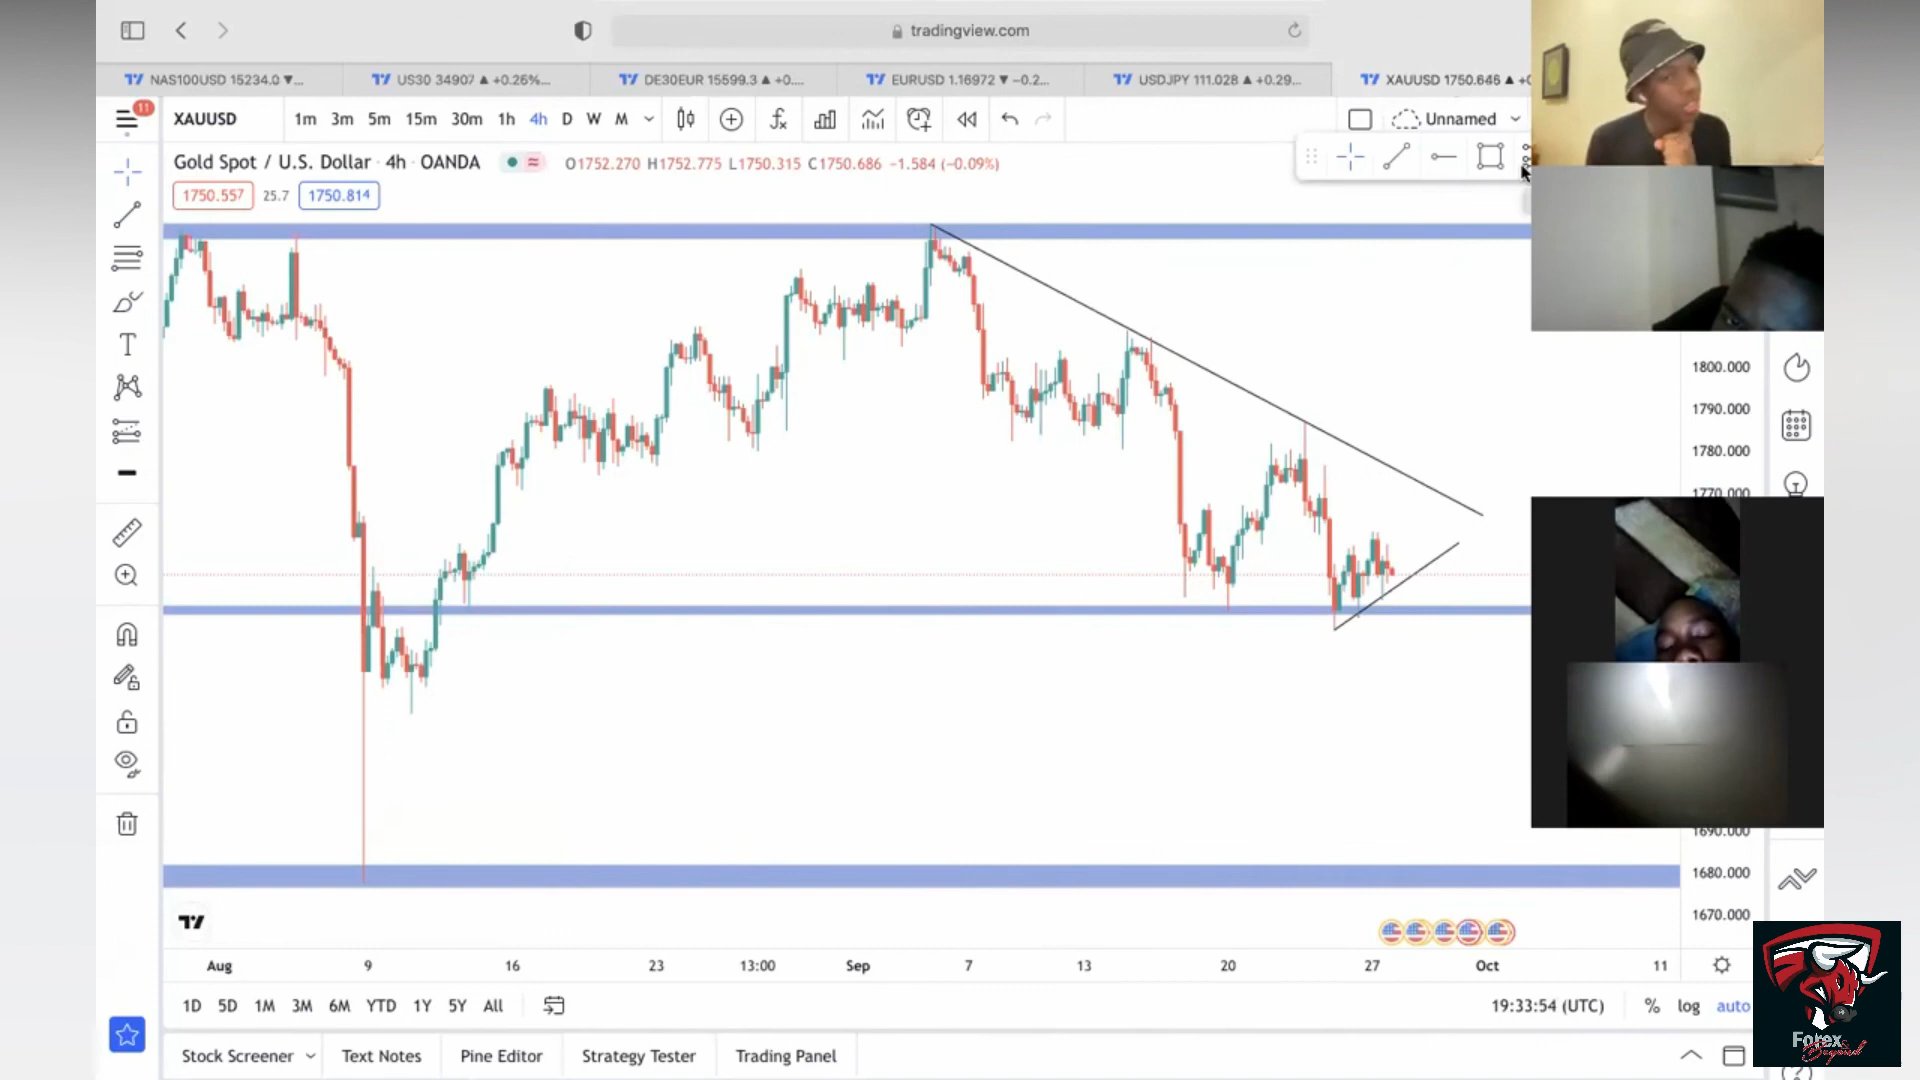 tradingview.com
NAS100USD 15234.0 ▼...
US30 34907 ▲ +0.26%...
DE30EUR 15599.3 ▲ +0....
EURUSD 1.16972 ▼ −0.2...
USDJPY 111.028 ▲ +0.29...
XAUUSD 1750.646 ▲ +0
11
XAUUSD
1m 3m 5m 15m 30m 1h 4h D W M
Unnamed
Gold Spot / U.S. Dollar · 4h · OANDA
O1752.270 H1752.775 L1750.315 C1750.686 −1.584 (−0.09%)
1750.557 25.7 1750.814
1800.000
1790.000
1780.000
1770.000
1690.000
1680.000
1670.000
Aug 9 16 23 13:00 Sep 7 13 20 27 Oct 11
1D 5D 1M 3M 6M YTD 1Y 5Y All
19:33:54 (UTC) % log auto
Stock Screener Text Notes Pine Editor Strategy Tester Trading Panel
Forex
Beyond